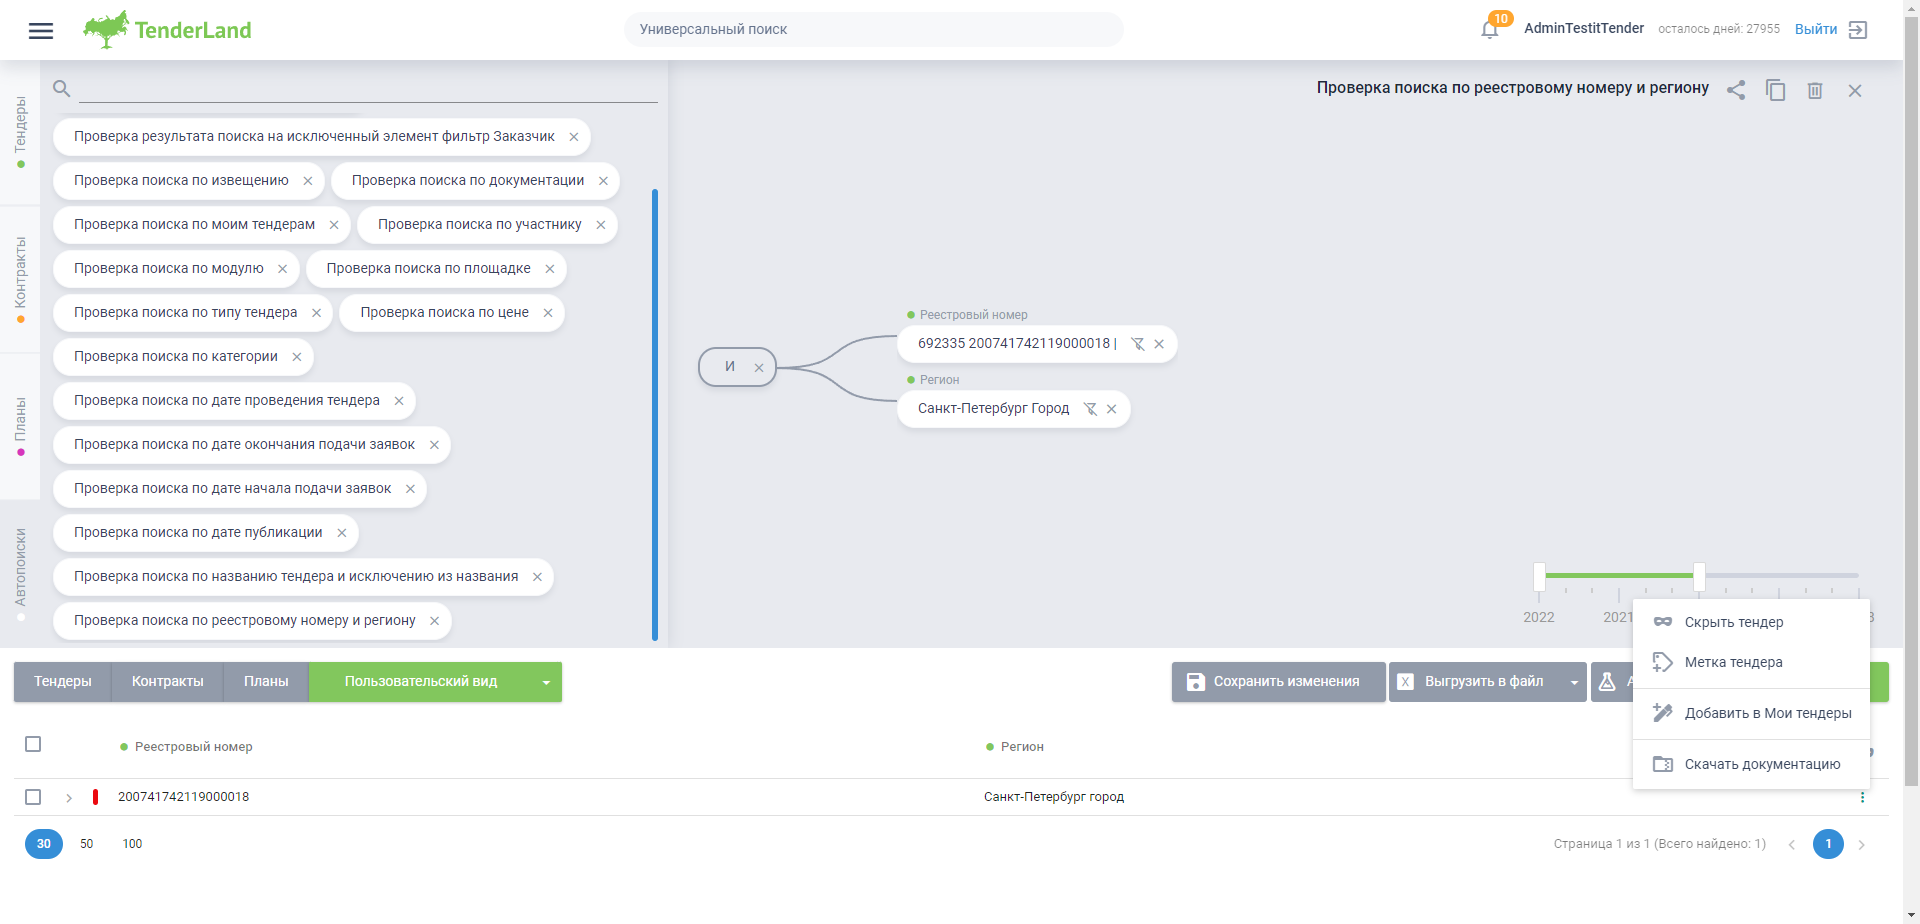 TenderLand
Универсальный поиск
10
AdminTestitTender
осталось дней: 27955
Выйти
Тендеры
Контракты
Планы
Автопоиски
Проверка результата поиска на исключенный элемент фильтр Заказчик
Проверка поиска по извещению
Проверка поиска по документации
Проверка поиска по моим тендерам
Проверка поиска по участнику
Проверка поиска по модулю
Проверка поиска по площадке
Проверка поиска по типу тендера
Проверка поиска по цене
Проверка поиска по категории
Проверка поиска по дате проведения тендера
Проверка поиска по дате окончания подачи заявок
Проверка поиска по дате начала подачи заявок
Проверка поиска по дате публикации
Проверка поиска по названию тендера и исключению из названия
Проверка поиска по реестровому номеру и региону
Проверка поиска по реестровому номеру и региону
И
Реестровый номер
692335 200741742119000018 |
Регион
Санкт-Петербург Город
2022
2021
Скрыть тендер
Метка тендера
Добавить в Мои тендеры
Скачать документацию
Тендеры
Контракты
Планы
Пользовательский вид
Сохранить изменения
X Выгрузить в файл
Реестровый номер
Регион
200741742119000018
Санкт-Петербург город
30
50
100
Страница 1 из 1 (Всего найдено: 1)
1